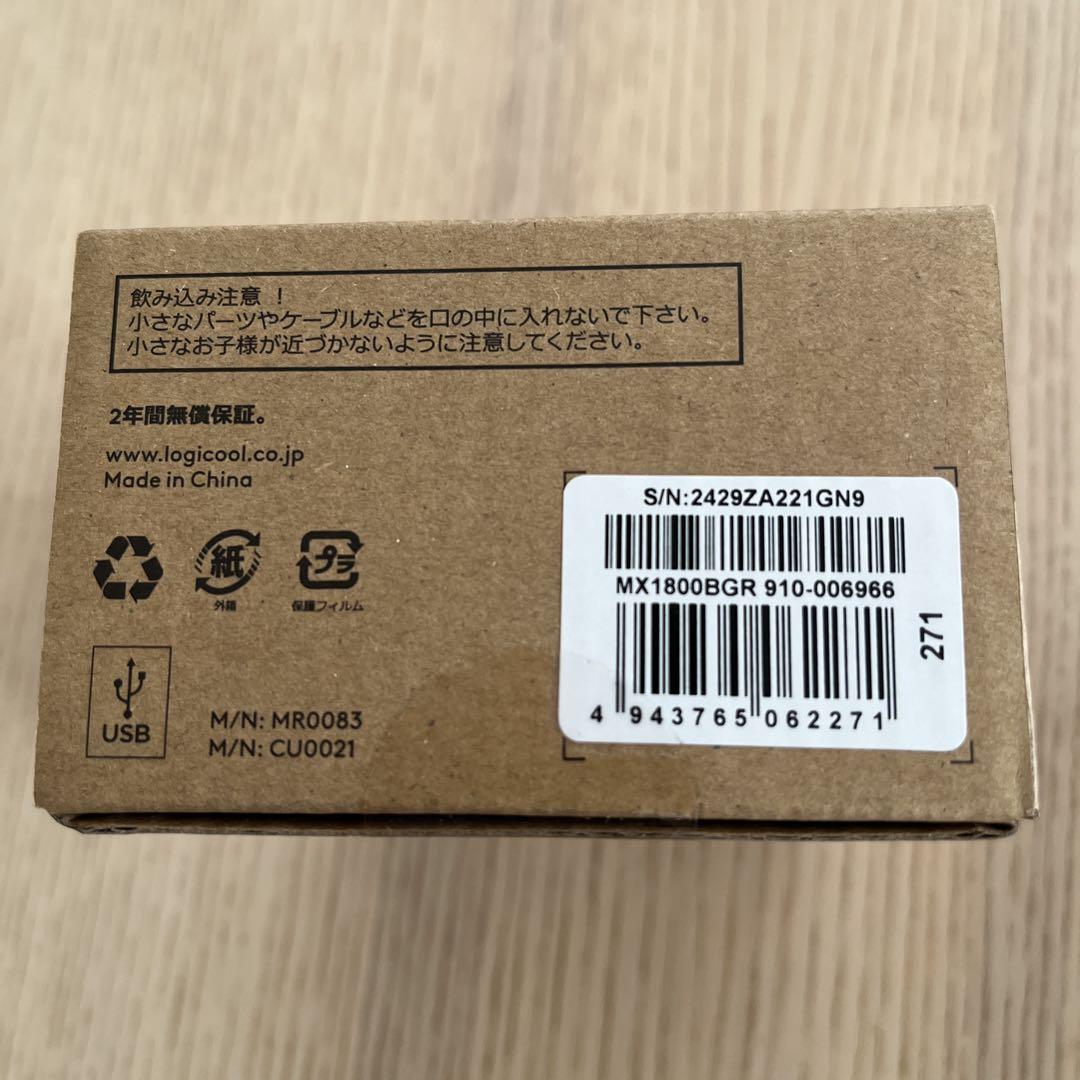 飲み込み注意 !
小さなパーツやケーブルなどを口の中に入れないで下さい。
小さなお子様が近づかないように注意してください。
2年間無償保証。
www.logicool.co.jp
Made in China
紙
外箱
プラ
保護フィルム
USB
M/N: MR0083
M/N: CU0021
S/N:2429ZA221GN9
MX1800BGR 910-006966
271
4 943765 062271